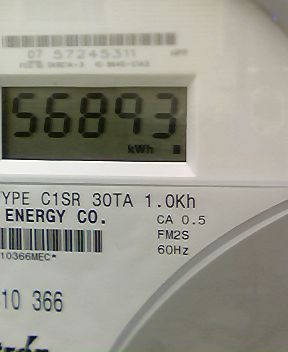 07 57245311
56893
kWh
TYPE C1SR 30TA 1.0Kh
ENERGY CO.
CA 0.5
FM2S
60Hz
10366MEC*
10 366